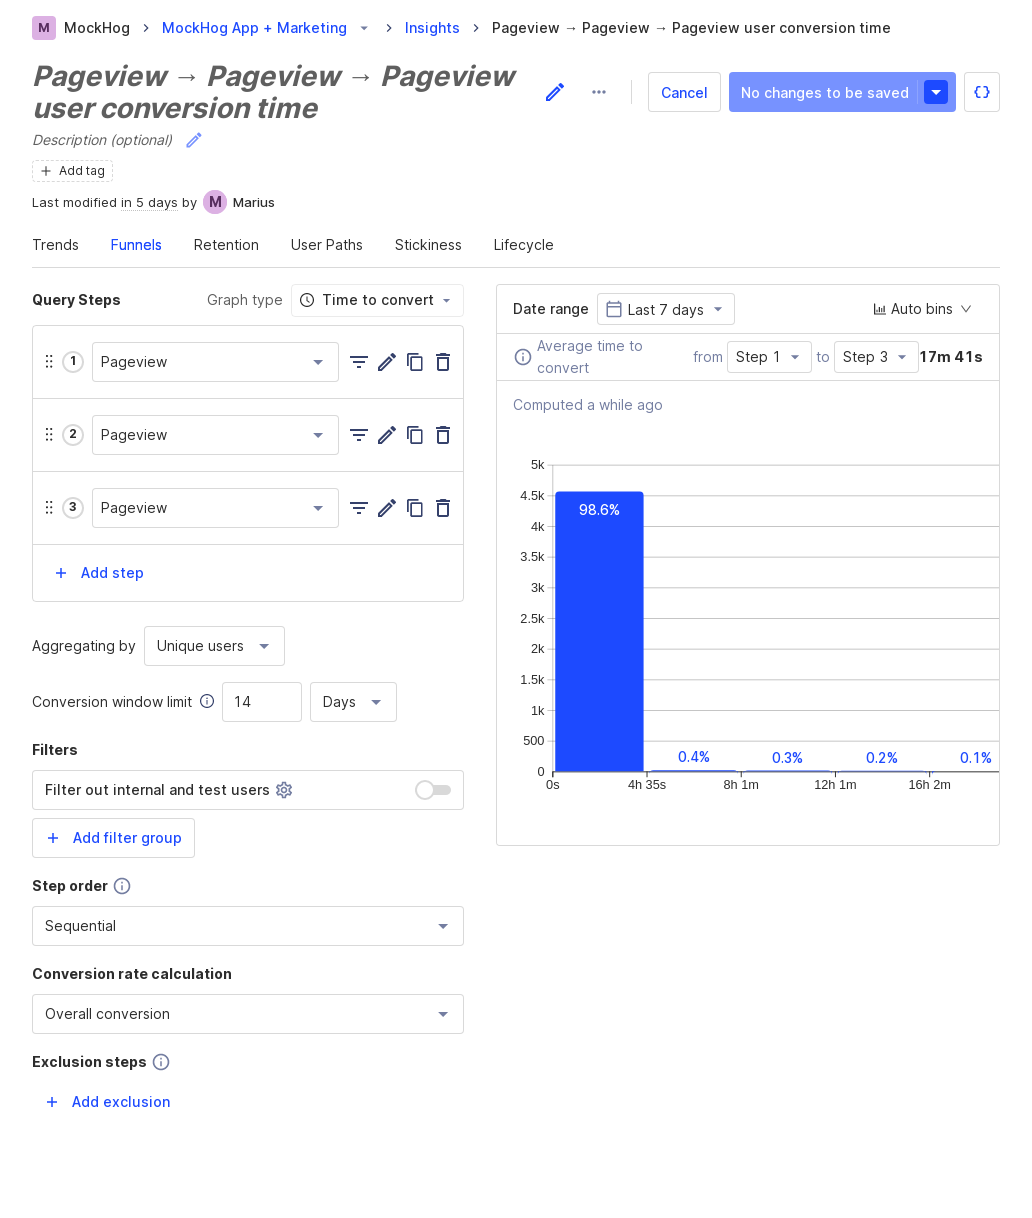 M MockHog MockHog App + Marketing Insights Pageview → Pageview → Pageview user conversion time
Pageview → Pageview → Pageview
user conversion time
Cancel
No changes to be saved
Description (optional)
Add tag
Last modified in 5 days by M Marius
Trends Funnels Retention User Paths Stickiness Lifecycle
Query Steps
Graph type Time to convert
1 Pageview
2 Pageview
3 Pageview
Add step
Aggregating by Unique users
Conversion window limit 14 Days
Filters
Filter out internal and test users
Add filter group
Step order
Sequential
Conversion rate calculation
Overall conversion
Exclusion steps
Add exclusion
Date range Last 7 days Auto bins
Average time to
convert
from Step 1 to Step 3 17m 41s
Computed a while ago
5k
4.5k
4k
3.5k
3k
2.5k
2k
1.5k
1k
500
0
98.6%
0.4%
0.3%
0.2%
0.1%
0s
4h 35s
8h 1m
12h 1m
16h 2m